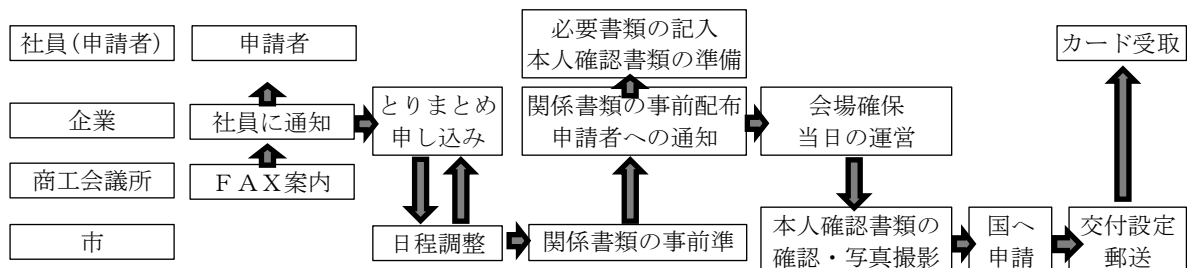 必要書類の記入
本人確認書類の準備
社員(申請者)
申請者
カード受取
企業
社員に通知
とりまとめ
申し込み
関係書類の事前配布
申請者への通知
会場確保
当日の運営
商工会議所
ＦＡＸ案内
市
日程調整
関係書類の事前準
本人確認書類の
確認・写真撮影
国へ
申請
交付設定
郵送